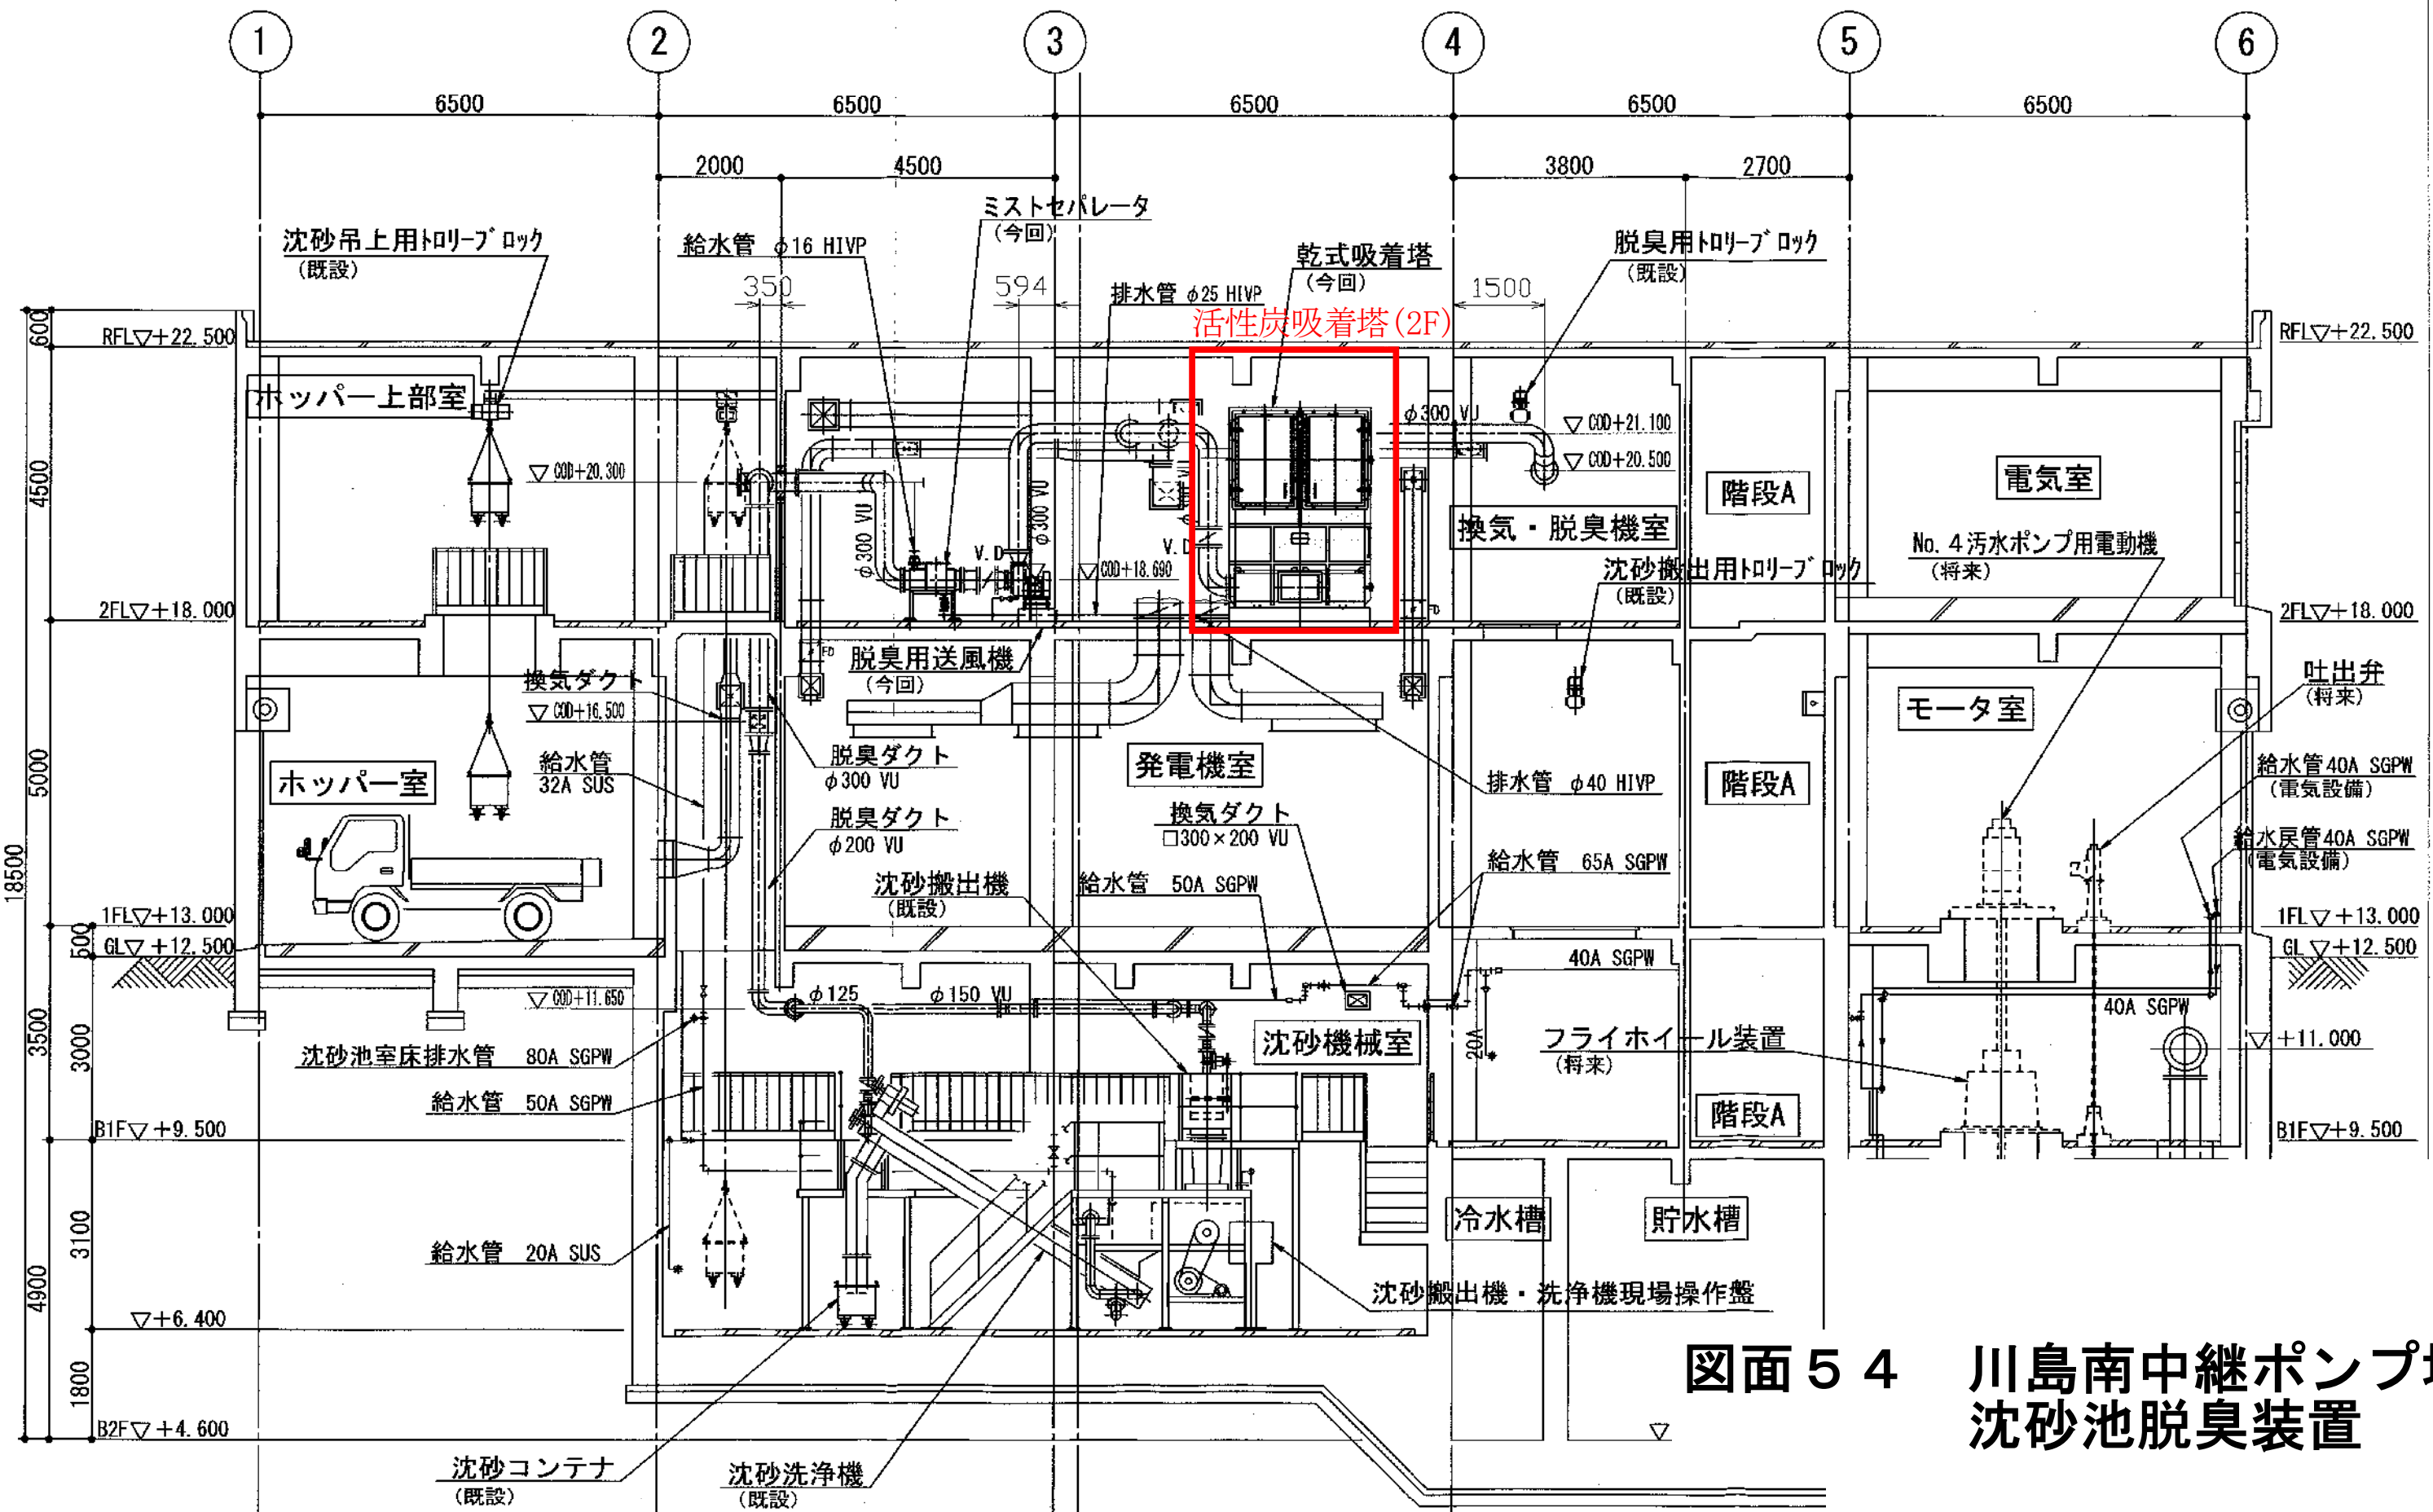 1
2
3
4
5
6
6500
6500
6500
6500
6500
2000
4500
3800
2700
ミストセパレータ
(今回)
沈砂吊上用トロリーブロック
(既設)
給水管 φ16 HIVP
乾式吸着塔
(今回)
脱臭用トロリーブロック
(既設)
350
594
排水管 φ25 HIVP
1500
活性炭吸着塔(2F)
600
RFL▽+22.500
RFL▽+22.500
ホッパー上部室
φ300 VU
▽COD+21.100
▽COD+20.300
▽COD+20.500
4500
階段A
電気室
φ300 VU
φ300 VU
換気・脱臭機室
V.D
V.D
▽COD+18.690
No.4汚水ポンプ用電動機
(将来)
沈砂搬出用トロリーブロック
(既設)
2FL▽+18.000
2FL▽+18.000
FD
脱臭用送風機
(今回)
換気ダクト
▽COD+16.500
吐出弁
(将来)
モータ室
5000
ホッパー室
給水管
32A SUS
脱臭ダクト
φ300 VU
発電機室
排水管 φ40 HIVP
階段A
給水管40A SGPW
(電気設備)
脱臭ダクト
φ200 VU
換気ダクト
□300×200 VU
給水戻管40A SGPW
(電気設備)
18500
沈砂搬出機
(既設)
給水管 50A SGPW
給水管 65A SGPW
1FL▽+13.000
1FL▽+13.000
500
GL▽+12.500
GL▽+12.500
40A SGPW
▽COD+11.650
φ125
φ150 VU
40A SGPW
3500
3000
沈砂池室床排水管 80A SGPW
沈砂機械室
20A
フライホイール装置
(将来)
▽+11.000
給水管 50A SGPW
階段A
B1F▽+9.500
B1F▽+9.500
3100
給水管 20A SUS
冷水槽
貯水槽
4900
沈砂搬出機・洗浄機現場操作盤
▽+6.400
1800
図面54 川島南中継ポンプ
沈砂池脱臭装置
B2F▽+4.600
▽
沈砂コンテナ
(既設)
沈砂洗浄機
(既設)